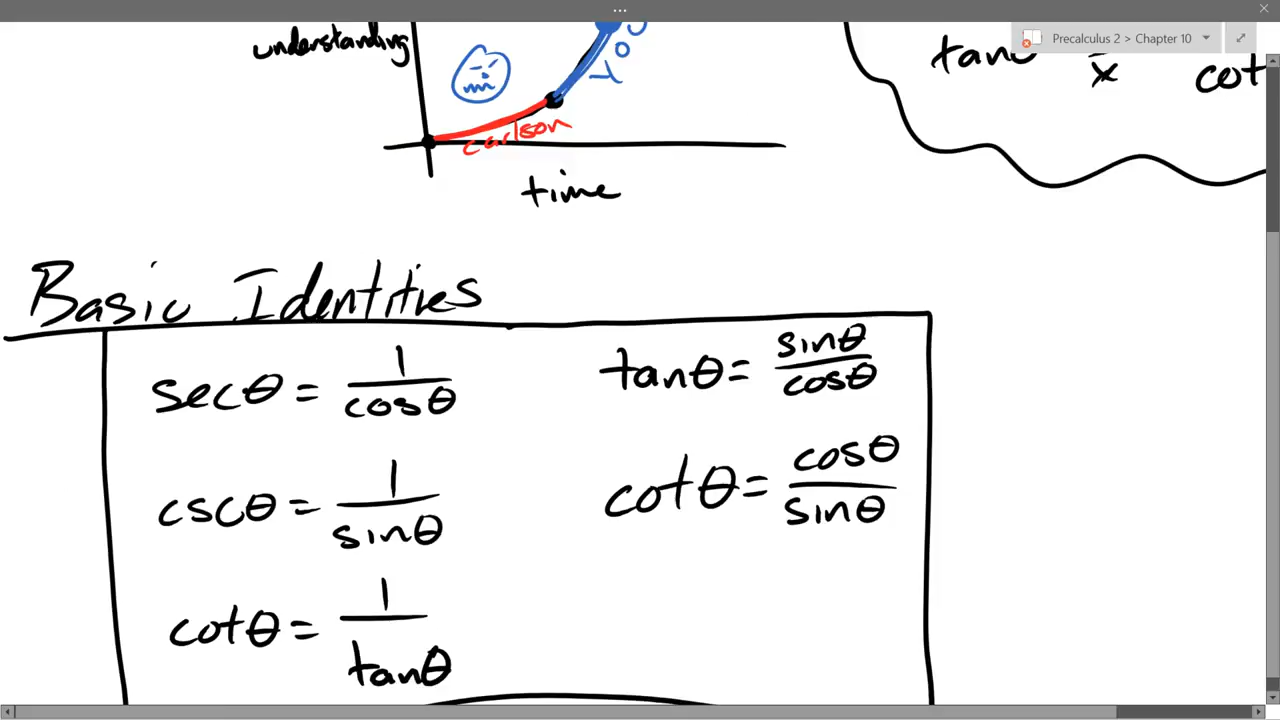 ...
Precalculus 2 > Chapter 10
understanding
you
carlson
time
x
cot
Basic Identities
secθ = 1/cosθ
tanθ = sinθ/cosθ
cscθ = 1/sinθ
cotθ = cosθ/sinθ
cotθ = 1/tanθ